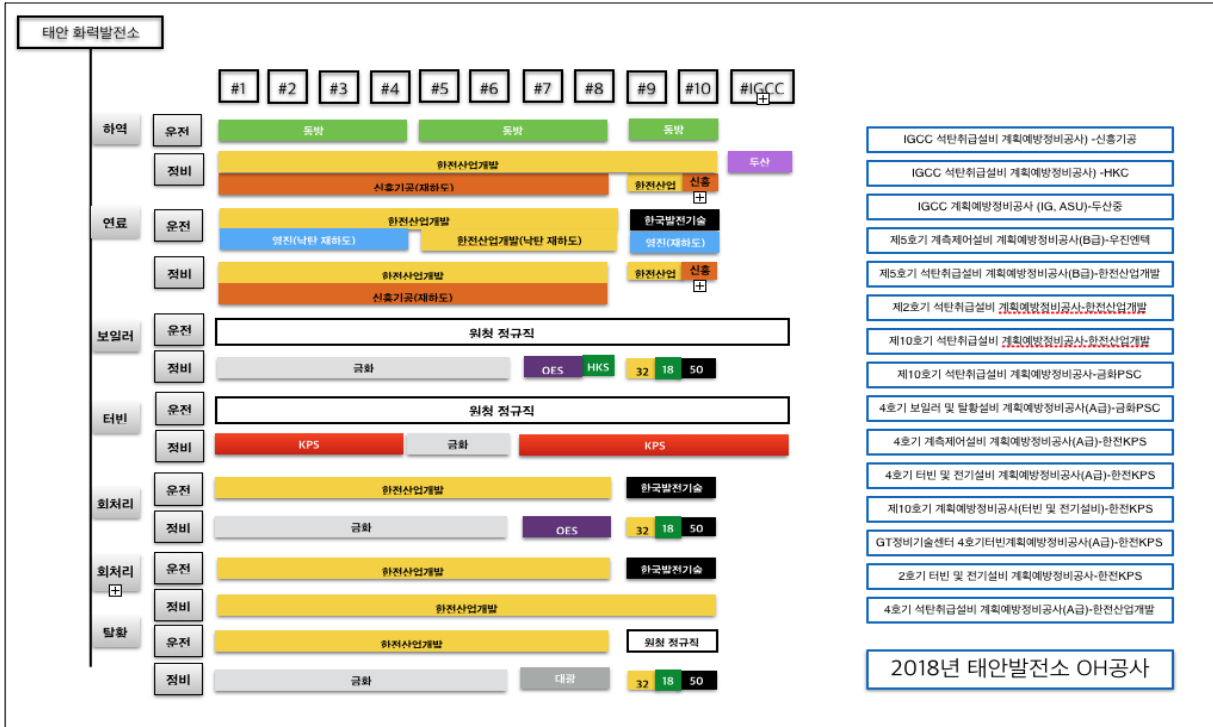 태안 화력발전소
#1 #2 #3 #4 #5 #6 #7 #8 #9 #10 #IGCC
하역
운전
동방 동방 동방
정비
한전산업개발 두산
신흥기공(재하도) 한전산업 신흥
연료
운전
한전산업개발 한국발전기술
영진(낙탄 재하도) 한전산업개발(낙탄 재하도) 영진(재하도)
정비
한전산업개발 한전산업 신흥
신흥기공(재하도)
보일러
운전
원청 정규직
정비
금화 OES HKS 32 18 50
터빈
운전
원청 정규직
정비
KPS 금화 KPS
회처리
운전
한전산업개발 한국발전기술
정비
금화 OES 32 18 50
회처리
운전
한전산업개발 한국발전기술
정비
한전산업개발
탈황
운전
한전산업개발 원청 정규직
정비
금화 대광 32 18 50
IGCC 석탄취급설비 계획예방정비공사) -신흥기공
IGCC 석탄취급설비 계획예방정비공사) -HKC
IGCC 계획예방정비공사 (IG, ASU)-두산중
제5호기 계측제어설비 계획예방정비공사(B급)-우진엔텍
제5호기 석탄취급설비 계획예방정비공사(B급)-한전산업개발
제2호기 석탄취급설비 계획예방정비공사-한전산업개발
제10호기 석탄취급설비 계획예방정비공사-한전산업개발
제10호기 석탄취급설비 계획예방정비공사-금화PSC
4호기 보일러 및 탈황설비 계획예방정비공사(A급)-금화PSC
4호기 계측제어설비 계획예방정비공사(A급)-한전KPS
4호기 터빈 및 전기설비 계획예방정비공사(A급)-한전KPS
제10호기 계획예방정비공사(터빈 및 전기설비)-한전KPS
GT정비기술센터 4호기터빈계획예방정비공사(A급)-한전KPS
2호기 터빈 및 전기설비 계획예방정비공사-한전KPS
4호기 석탄취급설비 계획예방정비공사(A급)-한전산업개발
2018년 태안발전소 OH공사